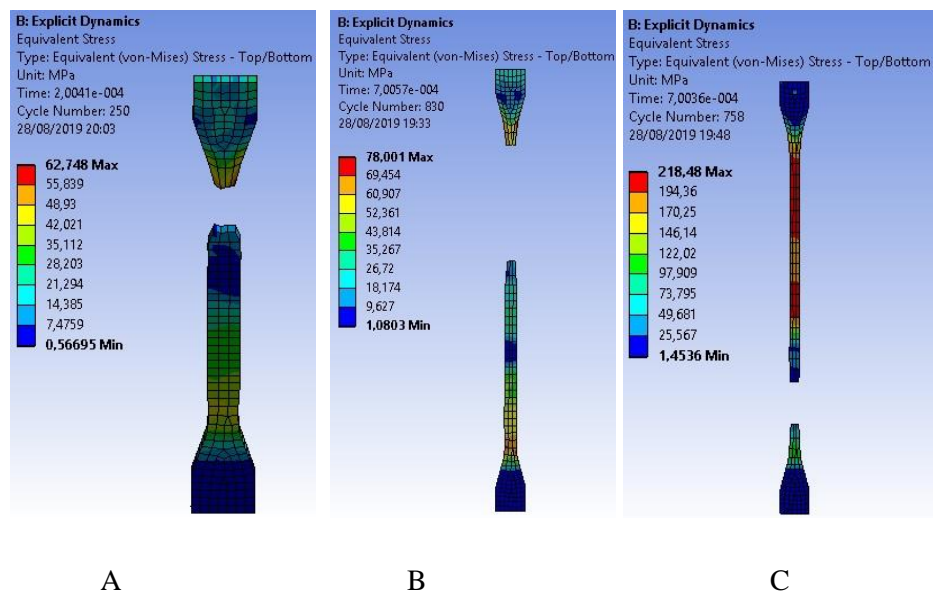 B: Explicit Dynamics
Equivalent Stress
Type: Equivalent (von-Mises) Stress - Top/Bottom
Unit: MPa
Time: 2,0041e-004
Cycle Number: 250
28/08/2019 20:03
62,748 Max
55,839
48,93
42,021
35,112
28,203
21,294
14,385
7,4759
0,56695 Min
B: Explicit Dynamics
Equivalent Stress
Type: Equivalent (von-Mises) Stress - Top/Bottom
Unit: MPa
Time: 7,0057e-004
Cycle Number: 830
28/08/2019 19:33
78,001 Max
69,454
60,907
52,361
43,814
35,267
26,72
18,174
9,627
1,0803 Min
B: Explicit Dynamics
Equivalent Stress
Type: Equivalent (von-Mises) Stress - Top/Bottom
Unit: MPa
Time: 7,0036e-004
Cycle Number: 758
28/08/2019 19:48
218,48 Max
194,36
170,25
146,14
122,02
97,909
73,795
49,681
25,567
1,4536 Min
A
B
C